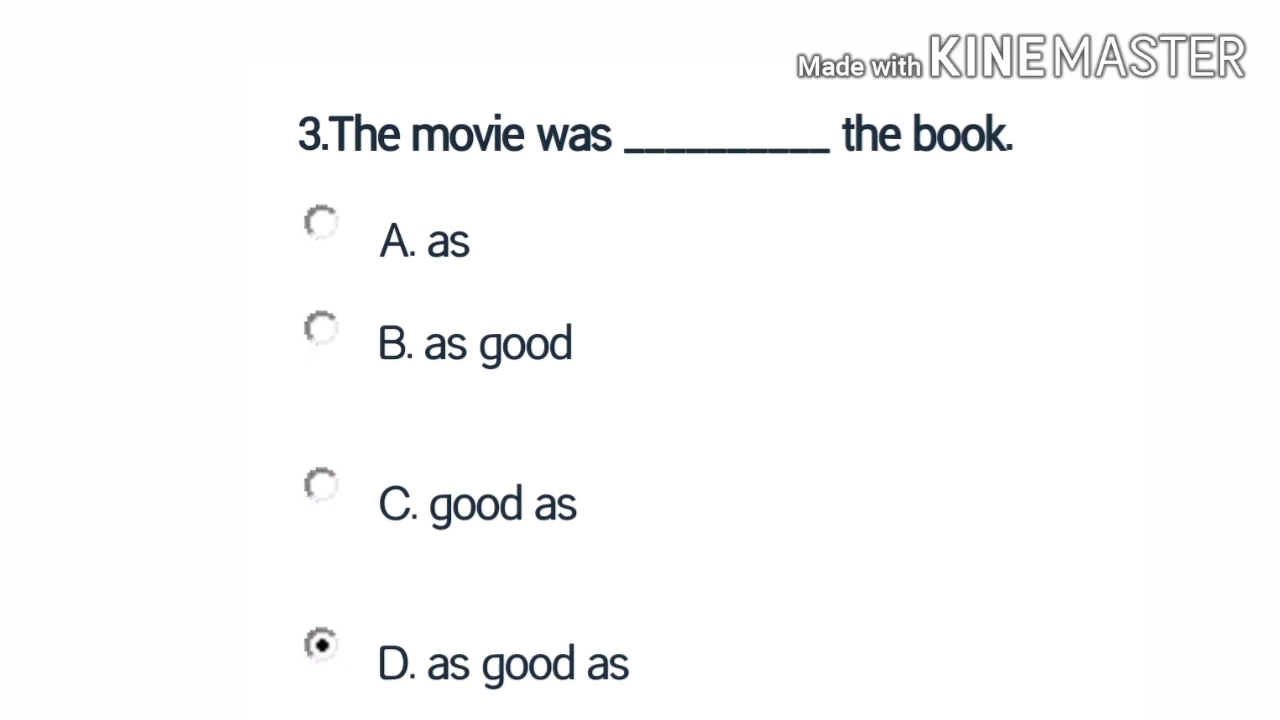 Made with KINEMASTER
3.The movie was __________ the book.
A. as
B. as good
C. good as
D. as good as